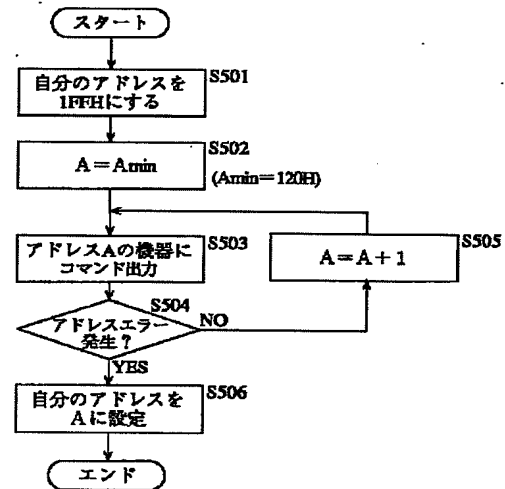 スタート
自分のアドレスを
1FFHにする
S501
A=Amin
S502
(Amin=120H)
アドレスAの機器に
コマンド出力
S503
A=A+1
S505
アドレスエラー
発生?
S504
NO
YES
自分のアドレスを
Aに設定
S506
エンド